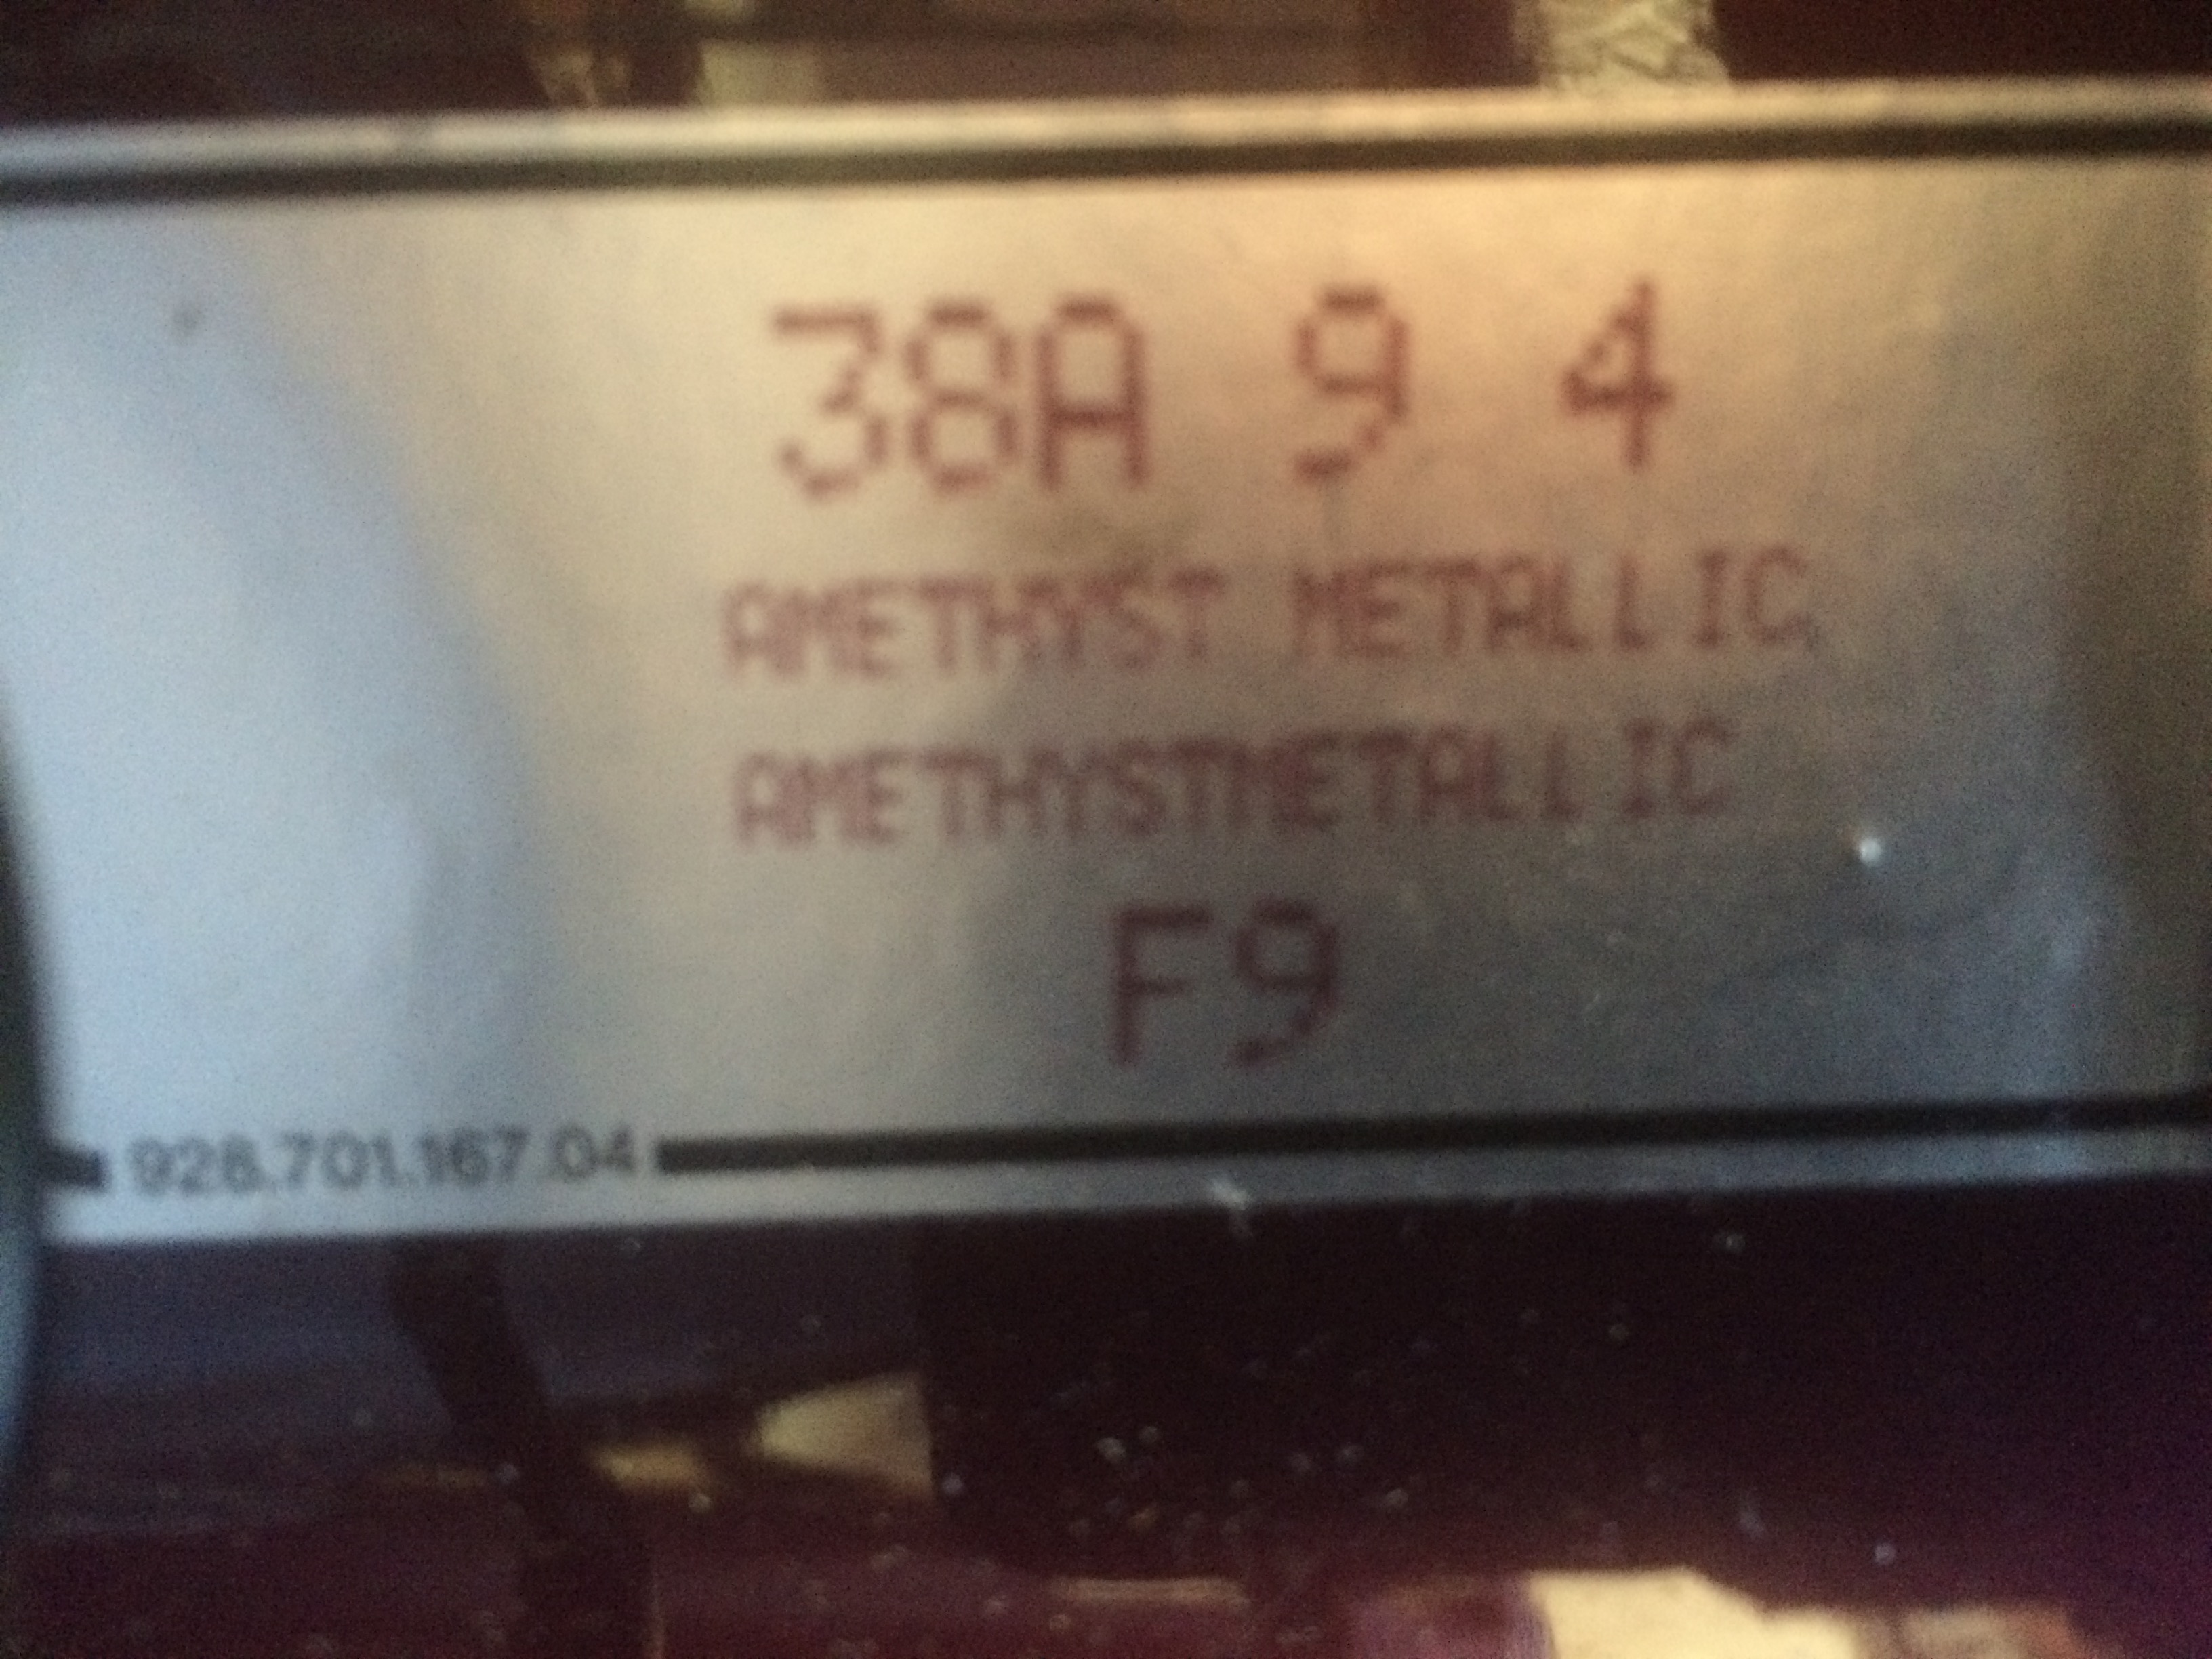 38A 9 4
AMETHYST METALLIC
AMETHYSTMETALLIC
F9
928.701.167.04